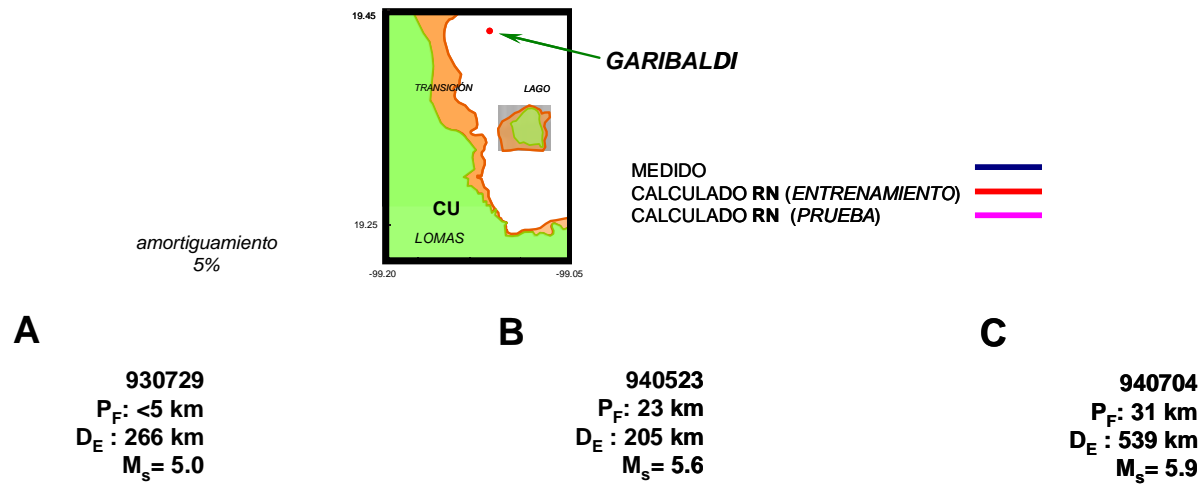 19.45
GARIBALDI
TRANSICIÓN
LAGO
MEDIDO
CALCULADO RN (ENTRENAMIENTO)
CALCULADO RN (PRUEBA)
CU
19.25
LOMAS
amortiguamiento
5%
-99.20
-99.05
A
930729
PF: <5 km
DE : 266 km
Ms= 5.0
B
940523
PF: 23 km
DE : 205 km
Ms= 5.6
C
940704
PF: 31 km
DE : 539 km
Ms= 5.9